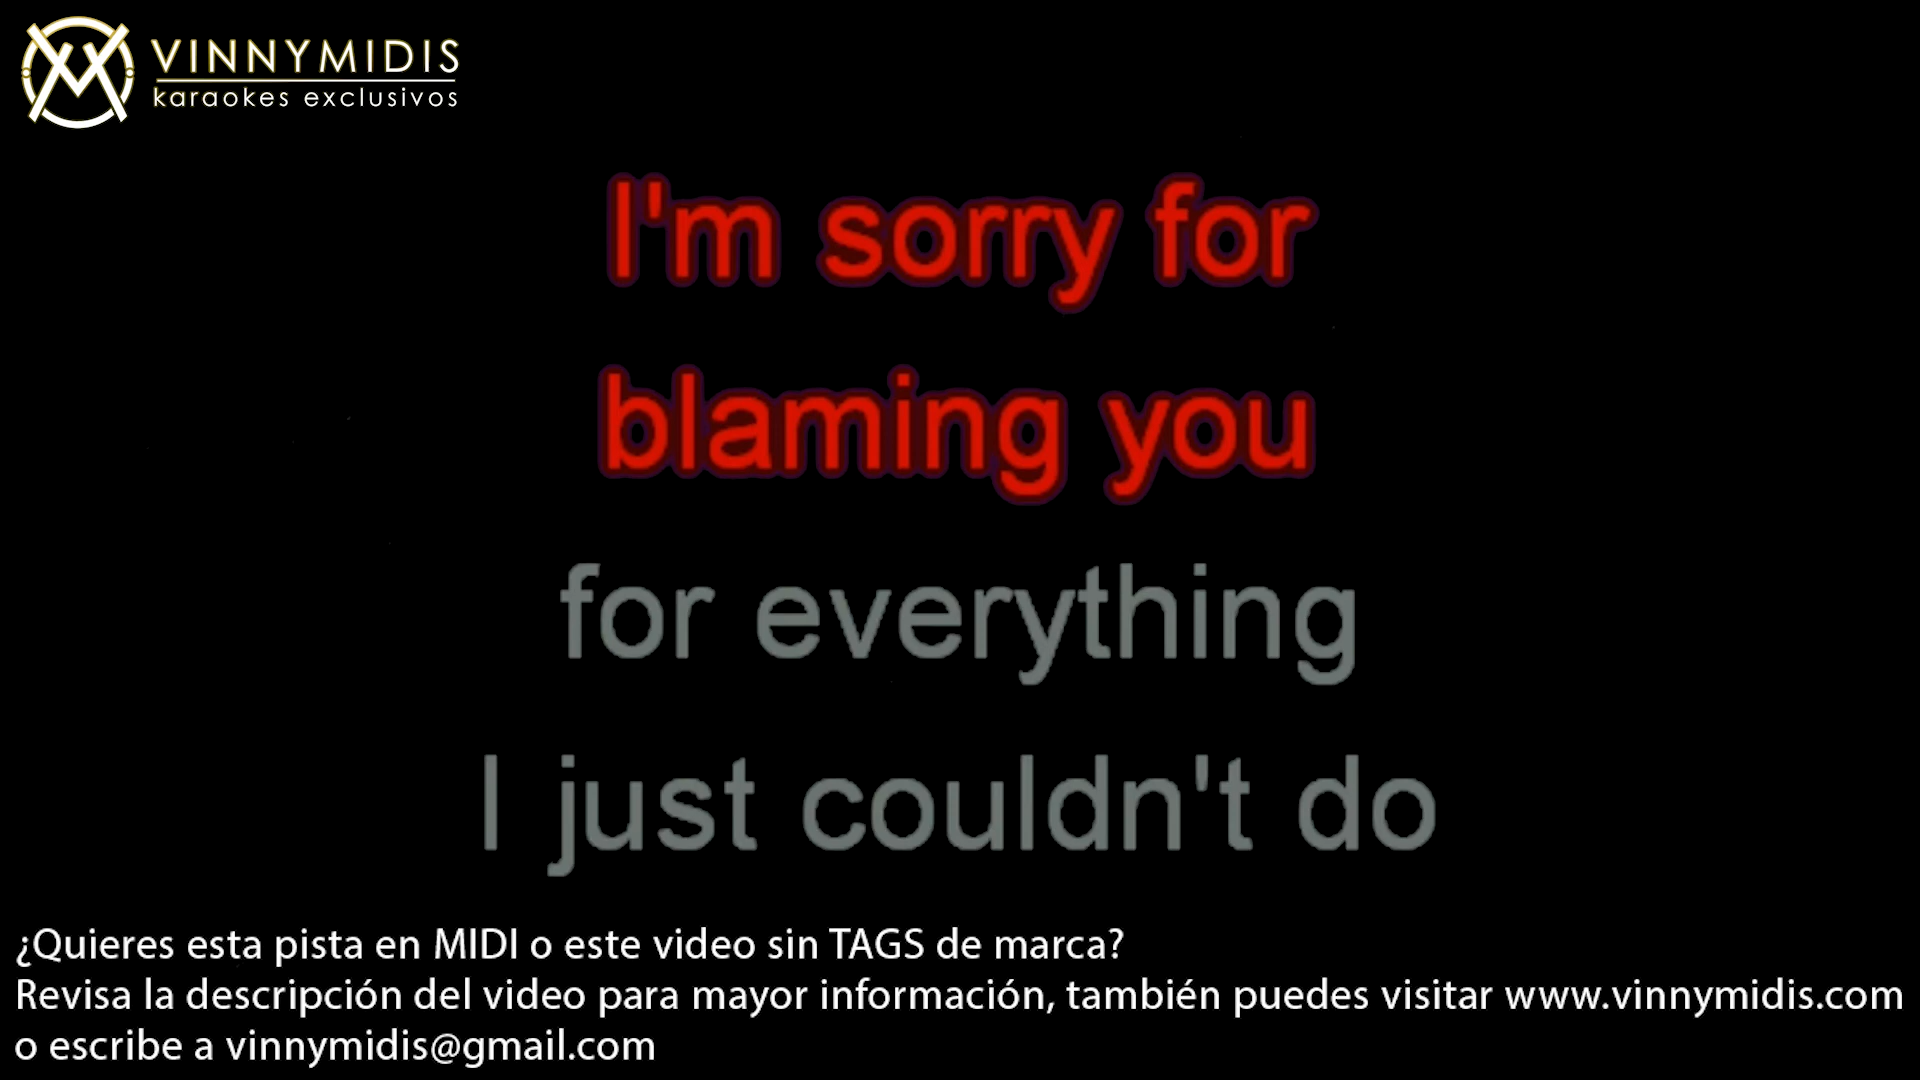 VINNYMIDIS
karaokes exclusivos
I'm sorry for
blaming you
for everything
I just couldn't do
¿Quieres esta pista en MIDI o este video sin TAGS de marca?
Revisa la descripción del video para mayor información, también puedes visitar www.vinnymidis.com
o escribe a vinnymidis@gmail.com